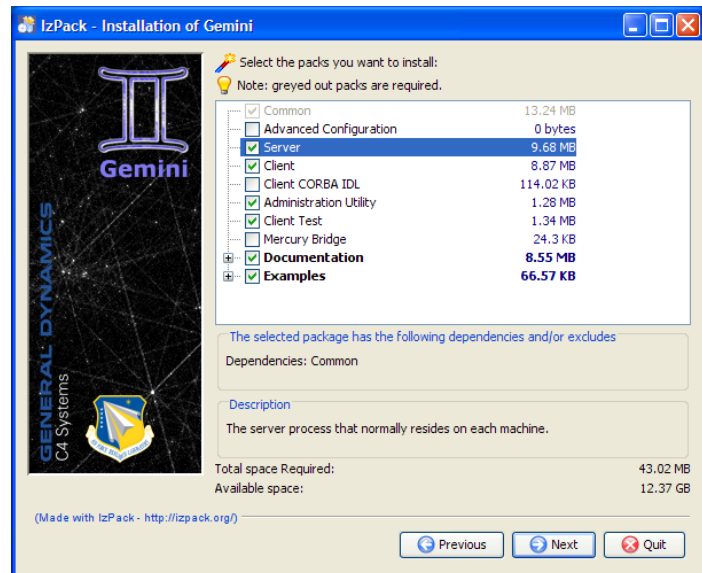 IzPack - Installation of Gemini
Gemini
GENERAL DYNAMICS
C4 Systems
Select the packs you want to install:
Note: greyed out packs are required.
Common 13.24 MB
Advanced Configuration 0 bytes
Server 9.68 MB
Client 8.87 MB
Client CORBA IDL 114.02 KB
Administration Utility 1.28 MB
Client Test 1.34 MB
Mercury Bridge 24.3 KB
Documentation 8.55 MB
Examples 66.57 KB
The selected package has the following dependencies and/or excludes
Dependencies: Common
Description
The server process that normally resides on each machine.
Total space Required: 43.02 MB
Available space: 12.37 GB
(Made with IzPack - http://izpack.org/)
Previous Next Quit